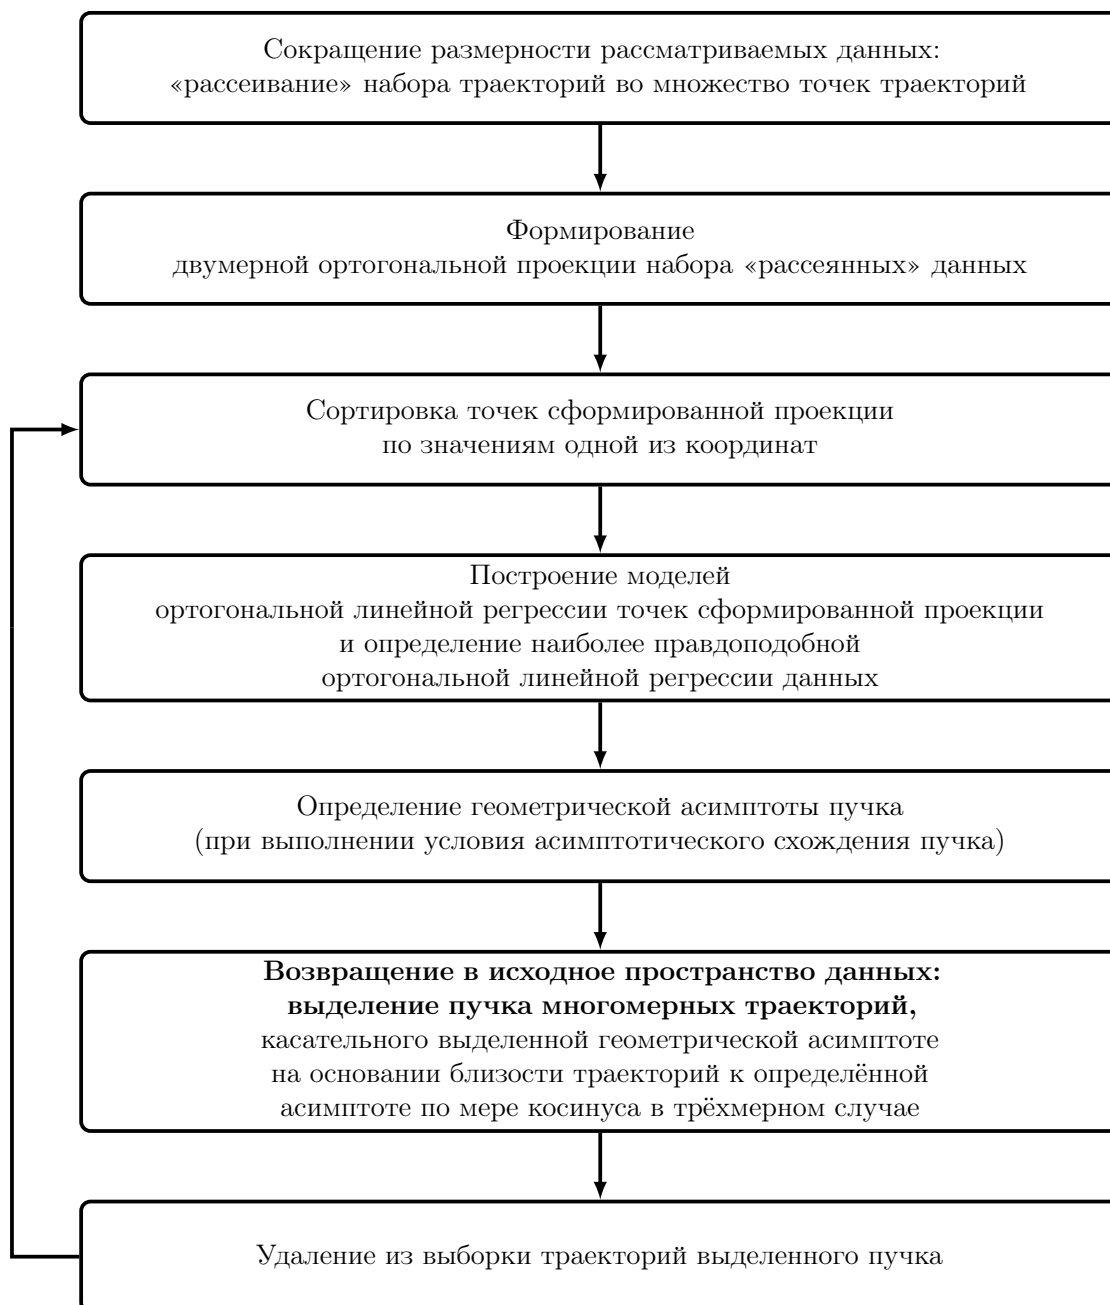 Сокращение размерности рассматриваемых данных:
«рассеивание» набора траекторий во множество точек траекторий
Формирование
двумерной ортогональной проекции набора «рассеянных» данных
Сортировка точек сформированной проекции
по значениям одной из координат
Построение моделей
ортогональной линейной регрессии точек сформированной проекции
и определение наиболее правдоподобной
ортогональной линейной регрессии данных
Определение геометрической асимптоты пучка
(при выполнении условия асимптотического схождения пучка)
Возвращение в исходное пространство данных:
выделение пучка многомерных траекторий,
касательного выделенной геометрической асимптоте
на основании близости траекторий к определённой
асимптоте по мере косинуса в трёхмерном случае
Удаление из выборки траекторий выделенного пучка